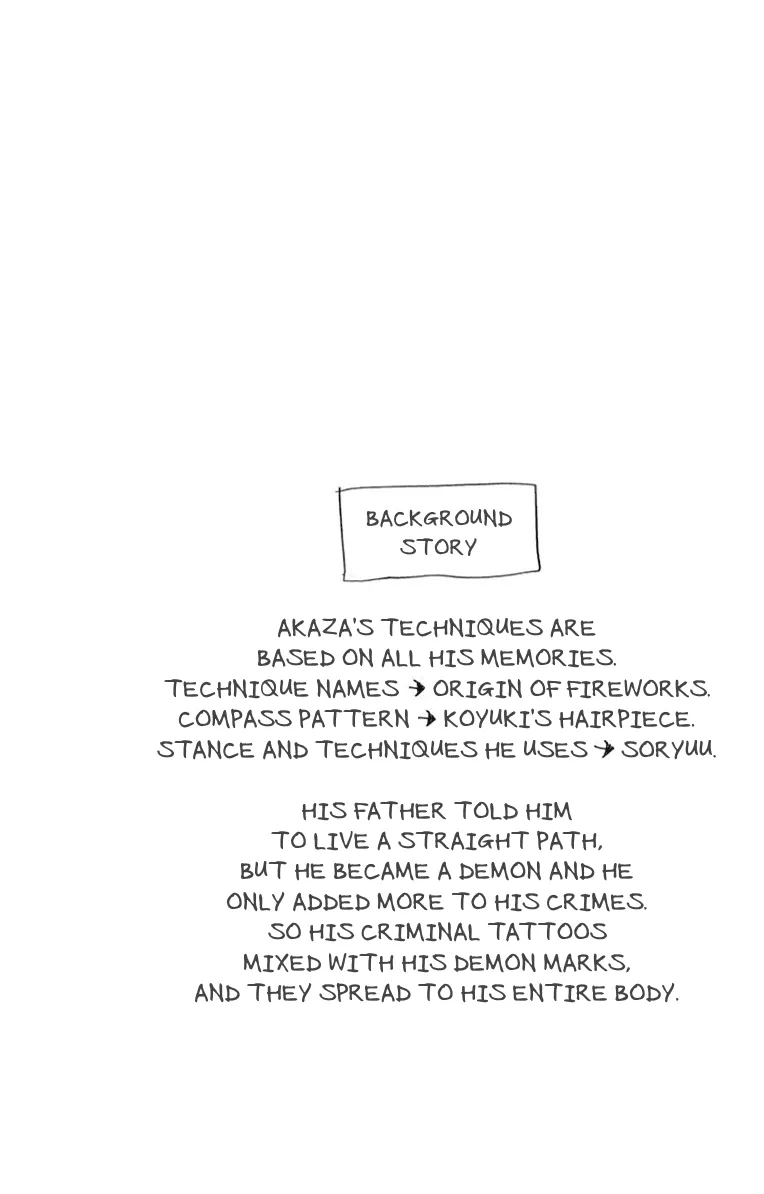 BACKGROUND
STORY
AKAZA'S TECHNIQUES ARE
BASED ON ALL HIS MEMORIES.
TECHNIQUE NAMES → ORIGIN OF FIREWORKS.
COMPASS PATTERN → KOYUKI'S HAIRPIECE.
STANCE AND TECHNIQUES HE USES → SORYUU.
HIS FATHER TOLD HIM
TO LIVE A STRAIGHT PATH,
BUT HE BECAME A DEMON AND HE
ONLY ADDED MORE TO HIS CRIMES.
SO HIS CRIMINAL TATTOOS
MIXED WITH HIS DEMON MARKS,
AND THEY SPREAD TO HIS ENTIRE BODY.